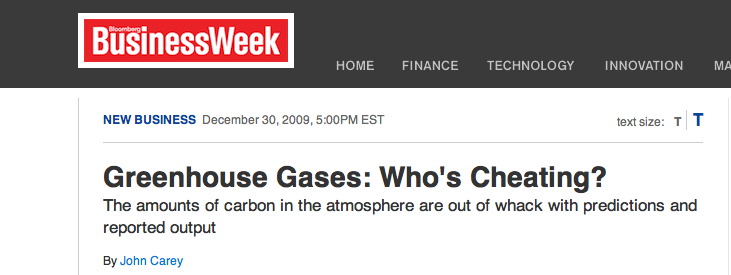 Bloomberg
BusinessWeek
HOME FINANCE TECHNOLOGY INNOVATION MA
NEW BUSINESS December 30, 2009, 5:00PM EST text size: T T
Greenhouse Gases: Who's Cheating?
The amounts of carbon in the atmosphere are out of whack with predictions and
reported output
By John Carey